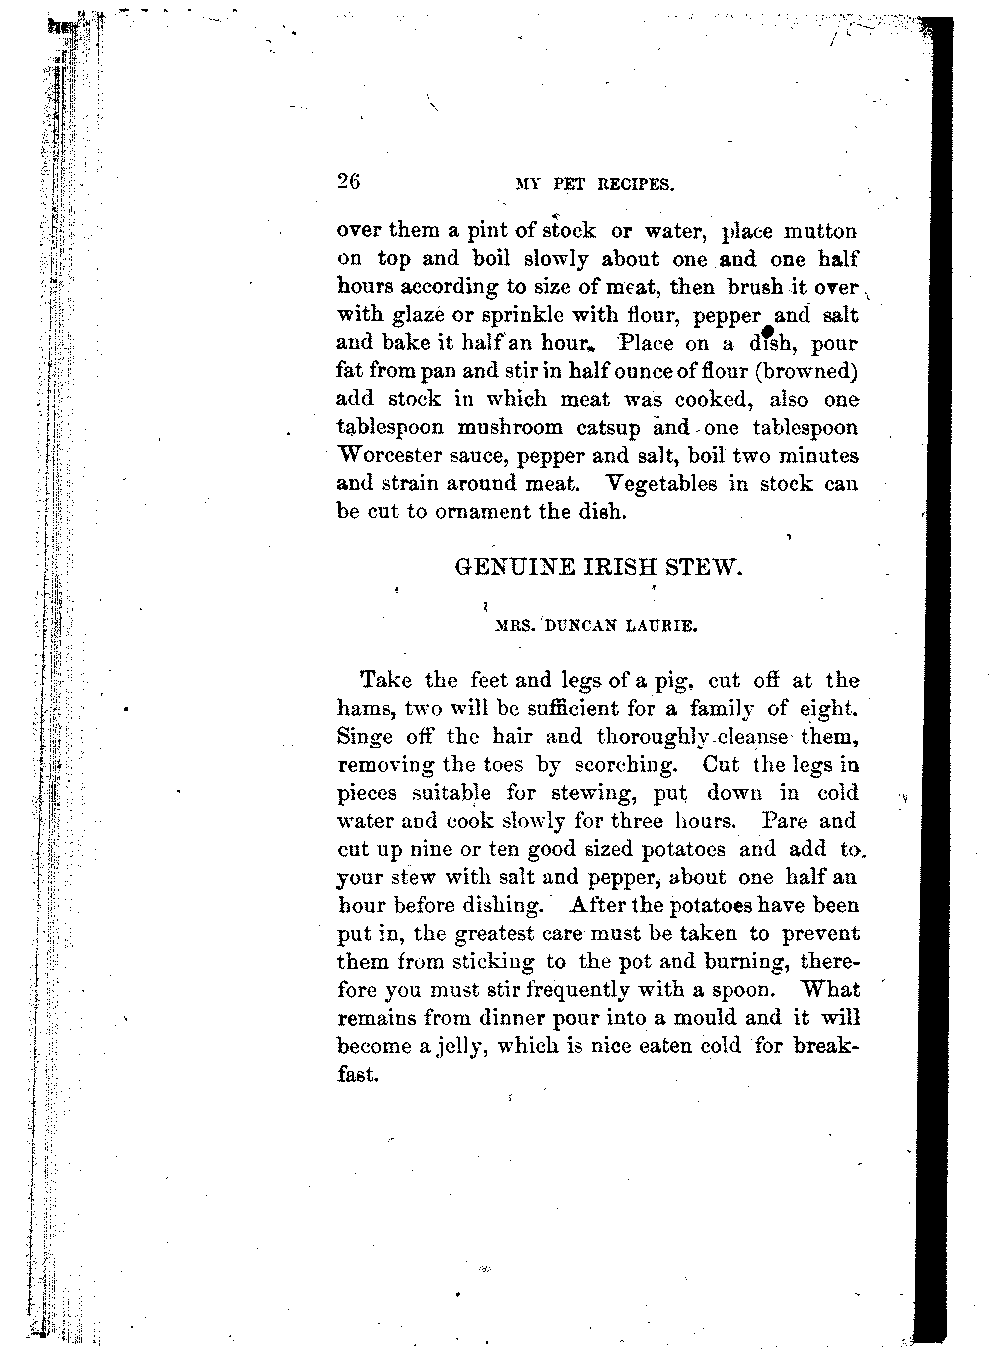 26 MY PET RECIPES.
over them a pint of stock or water, place mutton
on top and boil slowly about one and one half
hours according to size of meat, then brush it over
with glaze or sprinkle with flour, pepper and salt
and bake it half an hour. Place on a dish, pour
fat from pan and stir in half ounce of flour (browned)
add stock in which meat was cooked, also one
tablespoon mushroom catsup and one tablespoon
Worcester sauce, pepper and salt, boil two minutes
and strain around meat. Vegetables in stock can
be cut to ornament the dish.
GENUINE IRISH STEW.
MRS. DUNCAN LAURIE.
Take the feet and legs of a pig, cut off at the
hams, two will be sufficient for a family of eight.
Singe off the hair and thoroughly cleanse them,
removing the toes by scorching. Cut the legs in
pieces suitable for stewing, put down in cold
water and cook slowly for three hours. Pare and
cut up nine or ten good sized potatoes and add to
your stew with salt and pepper, about one half an
hour before dishing. After the potatoes have been
put in, the greatest care must be taken to prevent
them from sticking to the pot and burning, there-
fore you must stir frequently with a spoon. What
remains from dinner pour into a mould and it will
become a jelly, which is nice eaten cold for break-
fast.